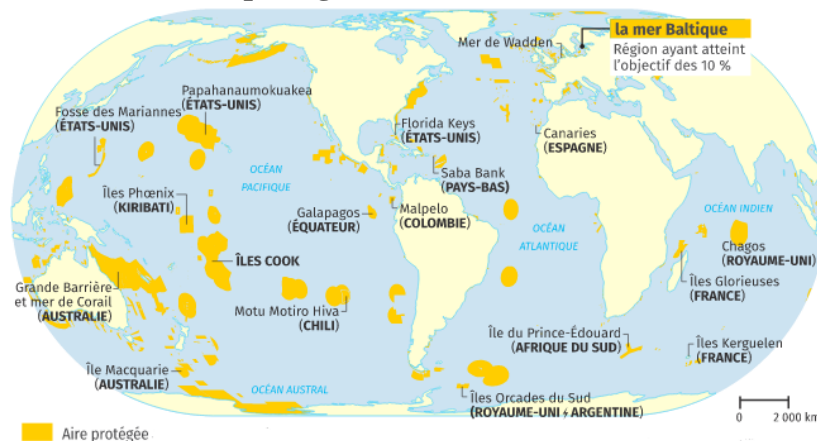 la mer Baltique
Région ayant atteint
l'objectif des 10 %
Mer de Wadden
Papahanaumokuakea
(ÉTATS-UNIS)
Fosse des Mariannes
(ÉTATS-UNIS)
Florida Keys
(ÉTATS-UNIS)
Canaries
(ESPAGNE)
Saba Bank
(PAYS-BAS)
OCÉAN
PACIFIQUE
Îles Phœnix
(KIRIBATI)
Galapagos
(ÉQUATEUR)
Malpelo
(COLOMBIE)
OCÉAN
ATLANTIQUE
OCÉAN INDIEN
Chagos
(ROYAUME-UNI)
ÎLES COOK
Grande Barrière
et mer de Corail
(AUSTRALIE)
Motu Motiro Hiva
(CHILI)
Îles Glorieuses
(FRANCE)
Île du Prince-Édouard
(AFRIQUE DU SUD)
Îles Kerguelen
(FRANCE)
Île Macquarie
(AUSTRALIE)
OCÉAN AUSTRAL
Îles Orcades du Sud
(ROYAUME-UNI ϟ ARGENTINE)
0 2 000 km
Aire protégée